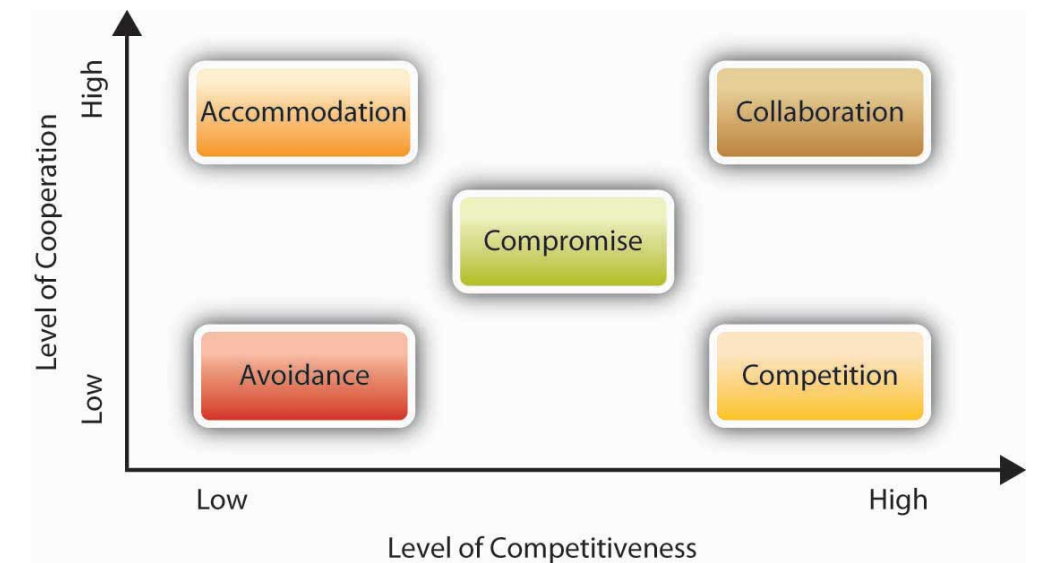 High
Level of Cooperation
Low
Accommodation
Collaboration
Compromise
Avoidance
Competition
Low
High
Level of Competitiveness